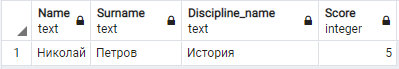 Name Surname Discipline_name Score
text text text integer
1 Николай Петров История 5